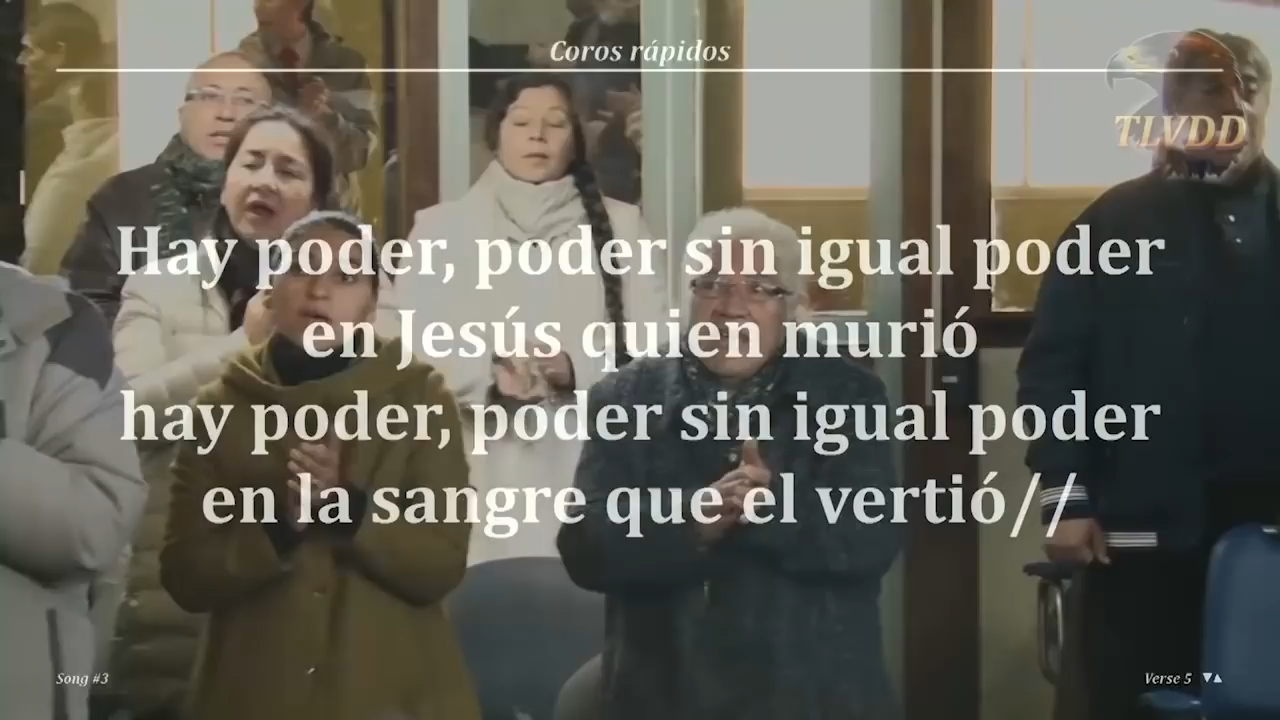 Coros rápidos
TLVDD
Hay poder, poder sin igual poder
en Jesús quien murió
hay poder, poder sin igual poder
en la sangre que el vertió//
Song #3
Verse 5 ▼▲